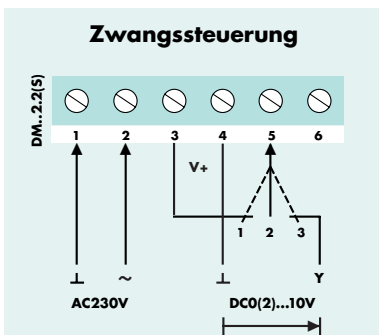 Zwangssteuerung
DM..2.2(S)
1 2 3 4 5 6
V+
1 2 3
⊥ ~ ⊥ Y
AC230V DC0(2)...10V